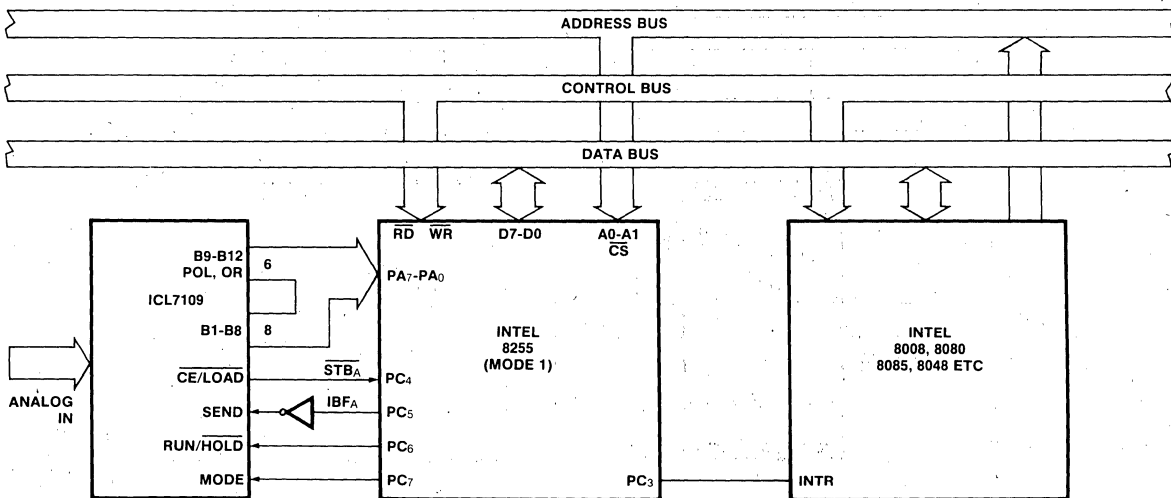 ADDRESS BUS
CONTROL BUS
DATA BUS
RD WR D7-D0 A0-A1
CS
B9-B12
POL, OR
6
ICL7109
B1-B8
8
PA7-PA0
INTEL
8255
(MODE 1)
INTEL
8008, 8080
8085, 8048 ETC
ANALOG
IN
CE/LOAD
STBA
PC4
SEND
IBFA
PC5
RUN/HOLD
PC6
MODE
PC7
PC3
INTR